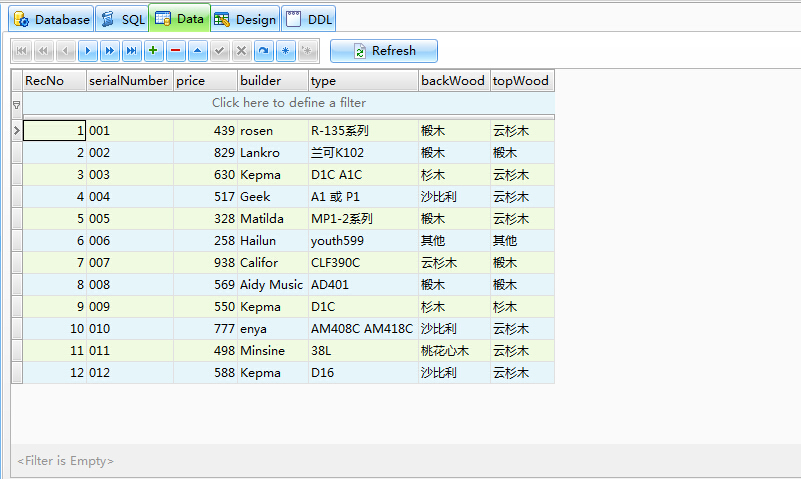 Database SQL Data Design DDL
Refresh
RecNo serialNumber price builder type backWood topWood
Click here to define a filter
1 001 439 rosen R-135系列 椴木 云杉木
2 002 829 Lankro 兰可K102 椴木 椴木
3 003 630 Kepma D1C A1C 杉木 云杉木
4 004 517 Geek A1 或 P1 沙比利 云杉木
5 005 328 Matilda MP1-2系列 椴木 云杉木
6 006 258 Hailun youth599 其他 其他
7 007 938 Califor CLF390C 云杉木 椴木
8 008 569 Aidy Music AD401 椴木 椴木
9 009 550 Kepma D1C 杉木 杉木
10 010 777 enya AM408C AM418C 沙比利 云杉木
11 011 498 Minsine 38L 桃花心木 云杉木
12 012 588 Kepma D16 沙比利 云杉木
<Filter is Empty>